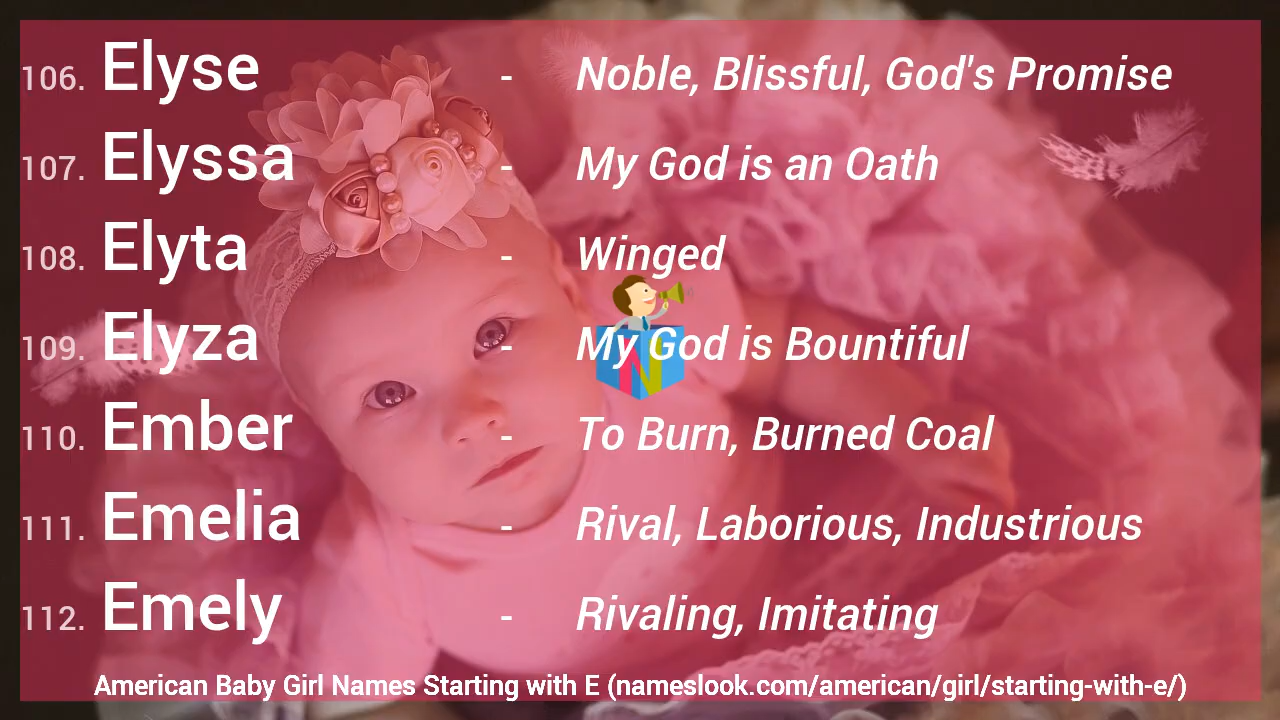 106. Elyse - Noble, Blissful, God's Promise
107. Elyssa - My God is an Oath
108. Elyta - Winged
109. Elyza - My God is Bountiful
110. Ember - To Burn, Burned Coal
111. Emelia - Rival, Laborious, Industrious
112. Emely - Rivaling, Imitating
American Baby Girl Names Starting with E (nameslook.com/american/girl/starting-with-e/)